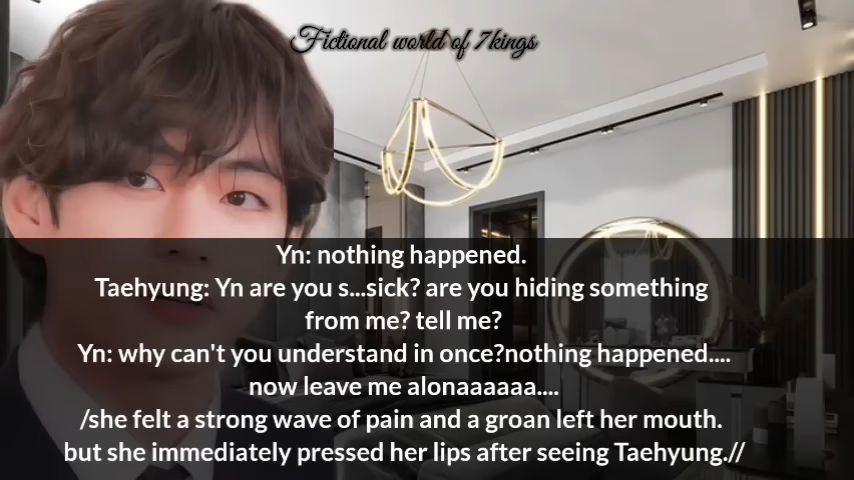 Fictional world of 7kings
Yn: nothing happened.
Taehyung: Yn are you s...sick? are you hiding something
from me? tell me?
Yn: why can't you understand in once?nothing happened....
now leave me alonaaaaaa....
/she felt a strong wave of pain and a groan left her mouth.
but she immediately pressed her lips after seeing Taehyung.//